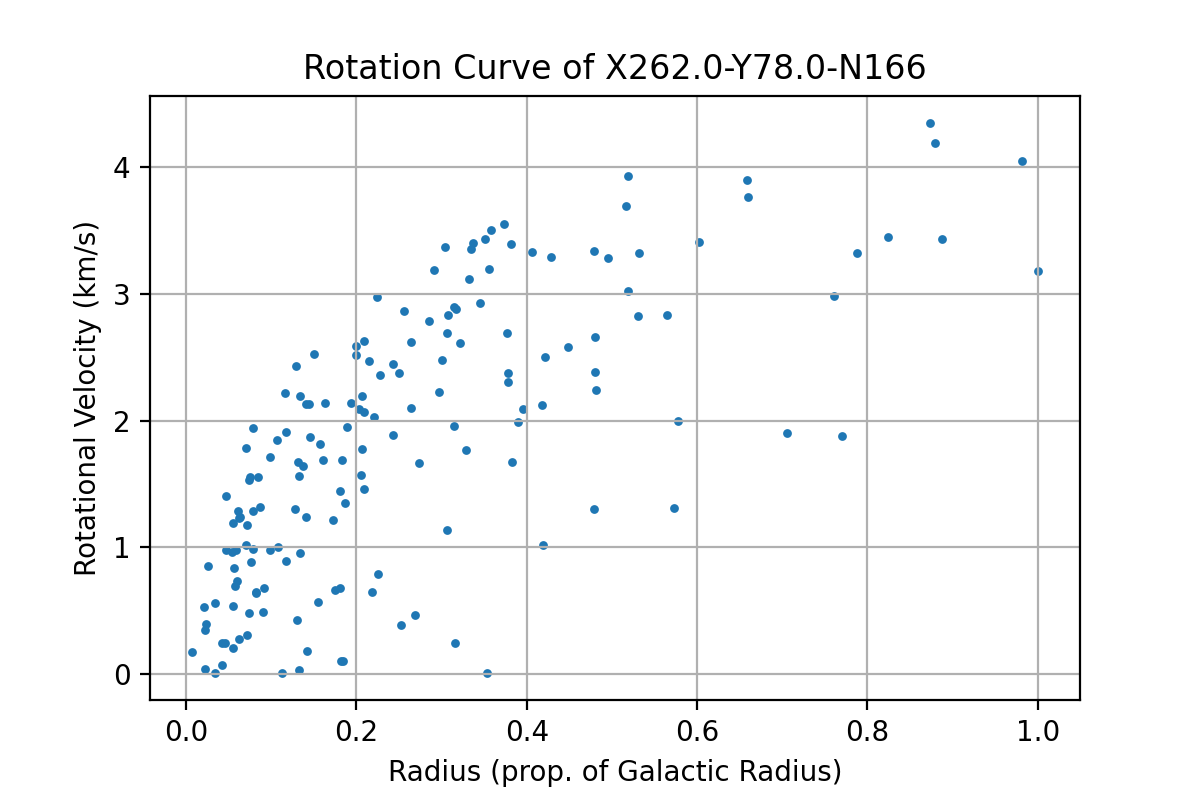 Rotation Curve of X262.0-Y78.0-N166
4
3
2
1
0
Rotational Velocity (km/s)
0.0 0.2 0.4 0.6 0.8 1.0
Radius (prop. of Galactic Radius)